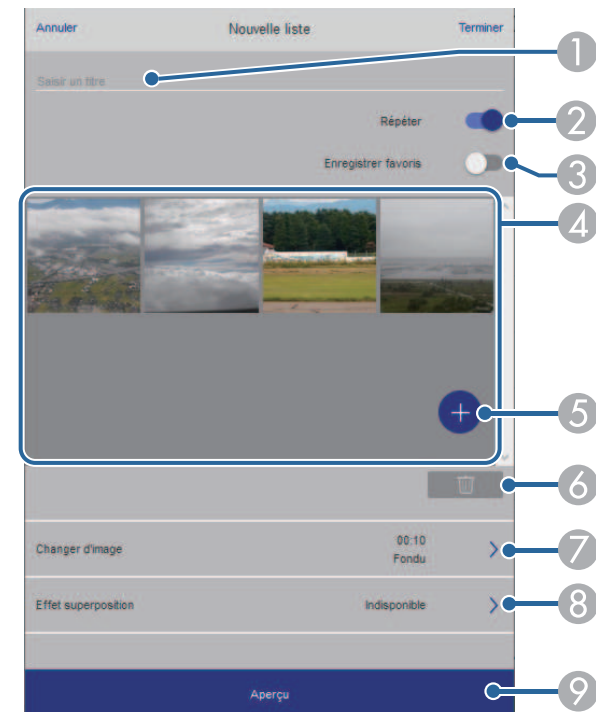 Annuler Nouvelle liste Terminer
1
Saisir un titre
Répéter
2
Enregistrer favoris
3
4
5
6
Changer d'image 00:10
Fondu
7
Effet superposition Indisponible
8
Aperçu
9